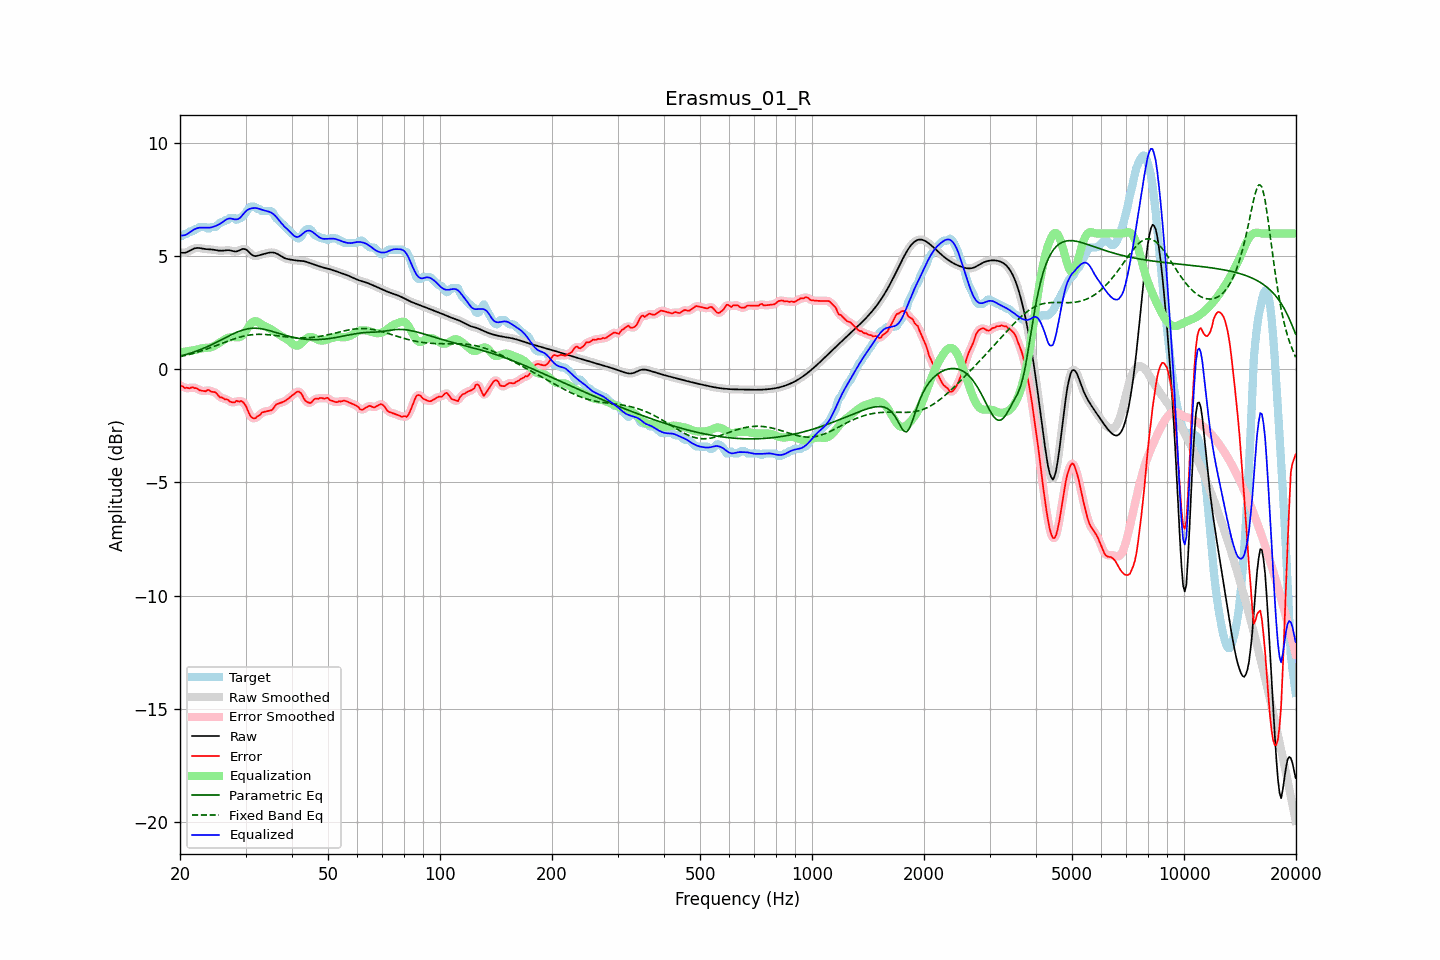 Erasmus_01_R
Amplitude (dBr)
10
5
0
−5
−10
−15
−20
Target
Raw Smoothed
Error Smoothed
Raw
Error
Equalization
Parametric Eq
Fixed Band Eq
Equalized
20
50
100
200
500
1000
2000
5000
10000
20000
Frequency (Hz)